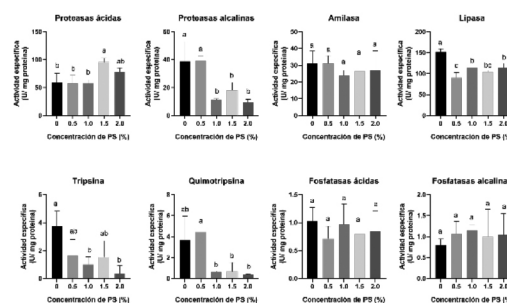 Proteasas ácidas
Actividad específica
(U/ mg proteína)
150
100
50
0
b b b a ab
0 0.5 1.0 1.5 2.0
Concentración de PS (%)
Proteasas alcalinas
Actividad específica
(U/ mg proteína)
60
40
20
0
a a b b b
0 0.5 1.0 1.5 2.0
Concentración de PS (%)
Amilasa
Actividad específica
(U/ mg proteína)
50
40
30
20
10
0
a a a a a
0 0.5 1.0 1.5 2.0
Concentración de PS (%)
Lipasa
Actividad específica
(U/ mg proteína)
200
150
100
50
0
a c b bc b
0 0.5 1.0 1.5 2.0
Concentración de PS (%)
Tripsina
Actividad específica
(U/ mg proteína)
6
4
2
0
a b ab b
0 0.5 1.0 1.5 2.0
Concentración de PS (%)
Quimotripsina
Actividad específica
(U/ mg proteína)
6
4
2
0
a b b b
0 0.5 1.0 1.5 2.0
Concentración de PS (%)
Fosfatasas ácidas
Actividad específica
(U/ mg proteína)
1.5
1.0
0.5
0.0
a a a a a
0 0.5 1.0 1.5 2.0
Concentración de PS (%)
Fosfatasas alcalinas
Actividad específica
(U/ mg proteína)
2.0
1.5
1.0
0.5
0.0
a a a a a
0 0.5 1.0 1.5 2.0
Concentración de PS (%)